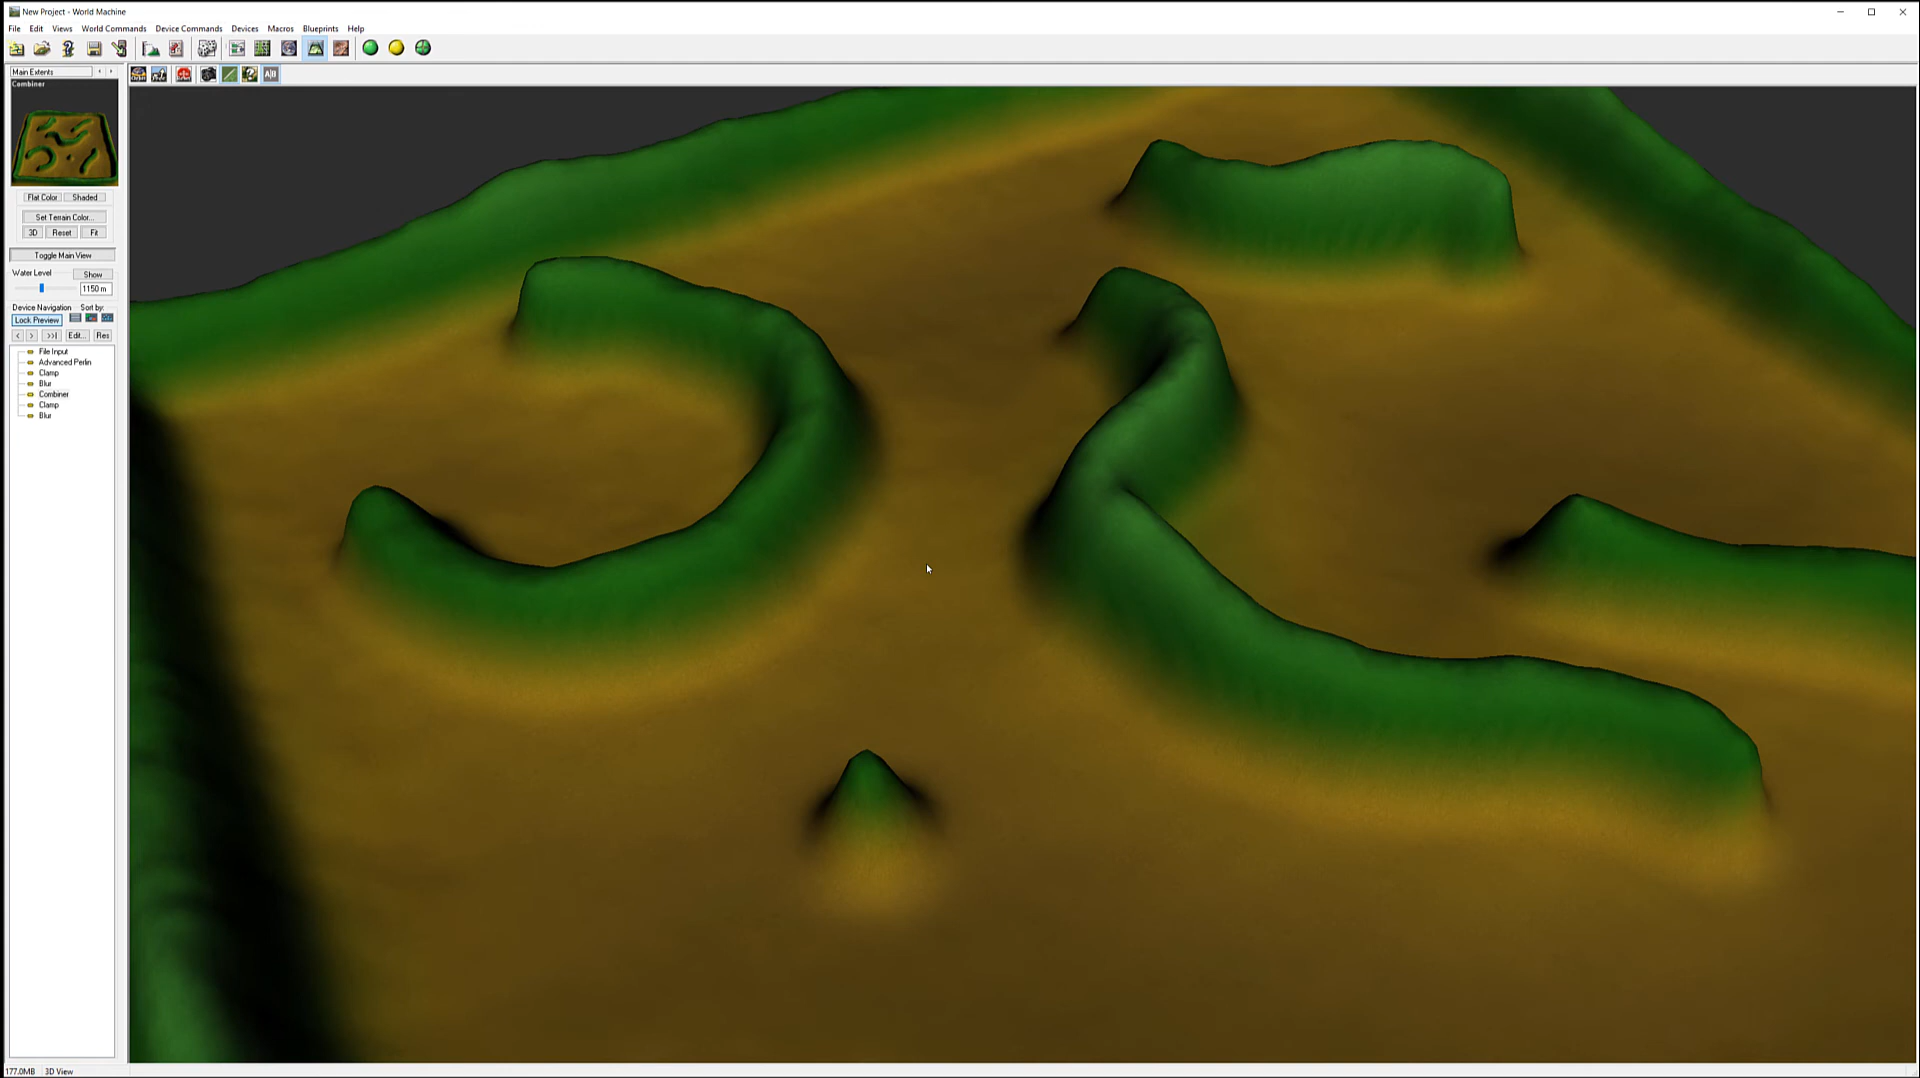 New Project - World Machine
File Edit Views World Commands Device Commands Devices Macros Blueprints Help
Main Extents
Combiner
Flat Color Shaded
Set Terrain Color...
3D Reset Fit
Toggle Main View
Water Level Show
1150 m
Device Navigation Sort by:
Lock Preview
< > >>| Edit... Res
File Input
Advanced Perlin
Clamp
Blur
Combiner
Clamp
Blur
177.0MB 3D View